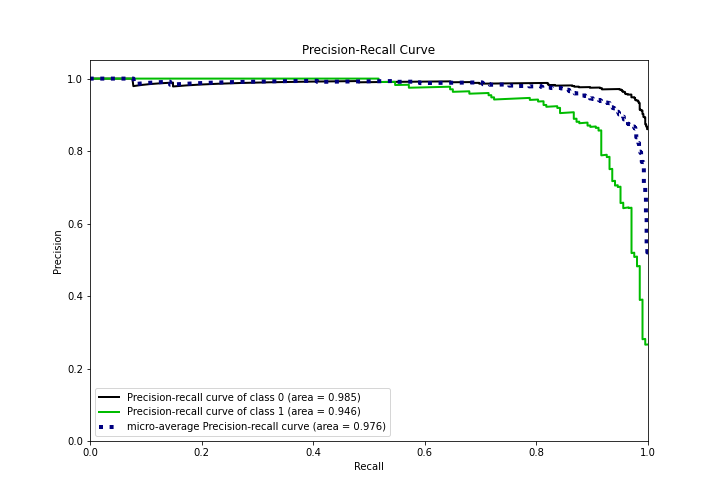 Precision-Recall Curve
1.0
0.8
0.6
0.4
0.2
0.0
Precision
Precision-recall curve of class 0 (area = 0.985)
Precision-recall curve of class 1 (area = 0.946)
micro-average Precision-recall curve (area = 0.976)
0.0 0.2 0.4 0.6 0.8 1.0
Recall